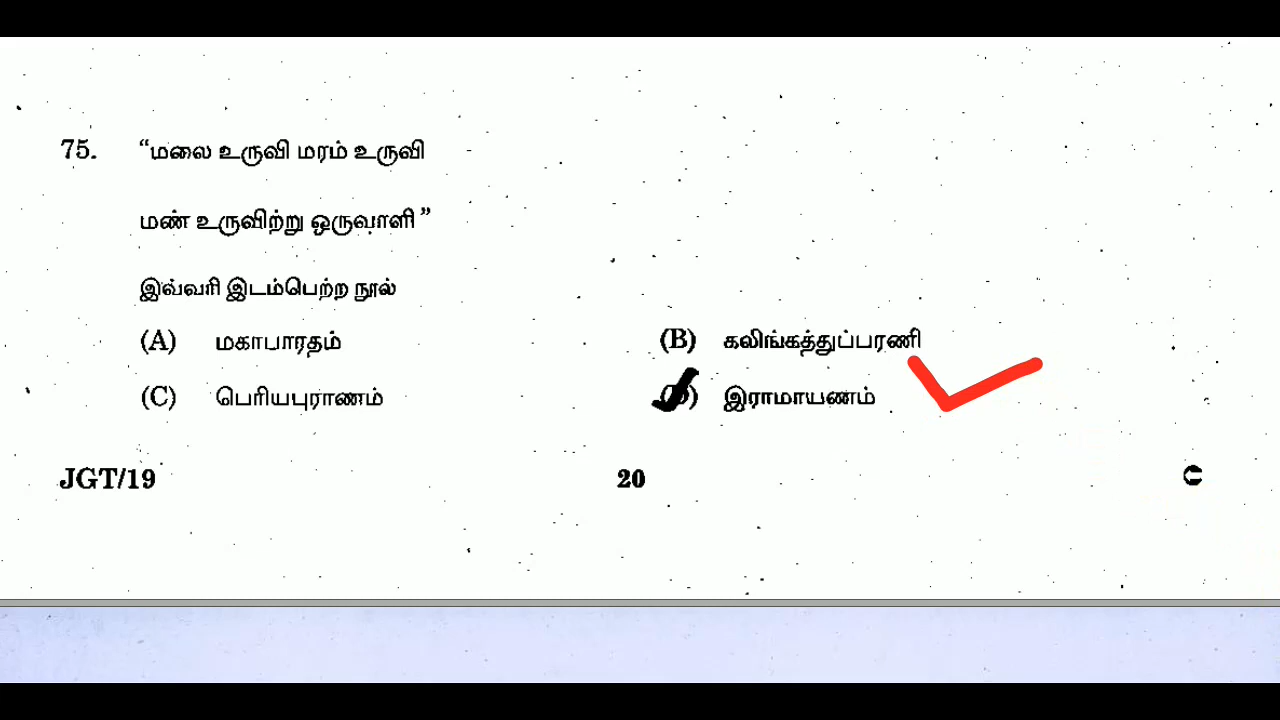 75. “மலை உருவி மரம் உருவி
மண் உருவிற்று ஒருவாளி”
இவ்வரி இடம்பெற்ற நூல்
(A) மகாபாரதம் (B) கலிங்கத்துப்பரணி
(C) பெரியபுராணம் (D) இராமாயணம்
JGT/19 20 C